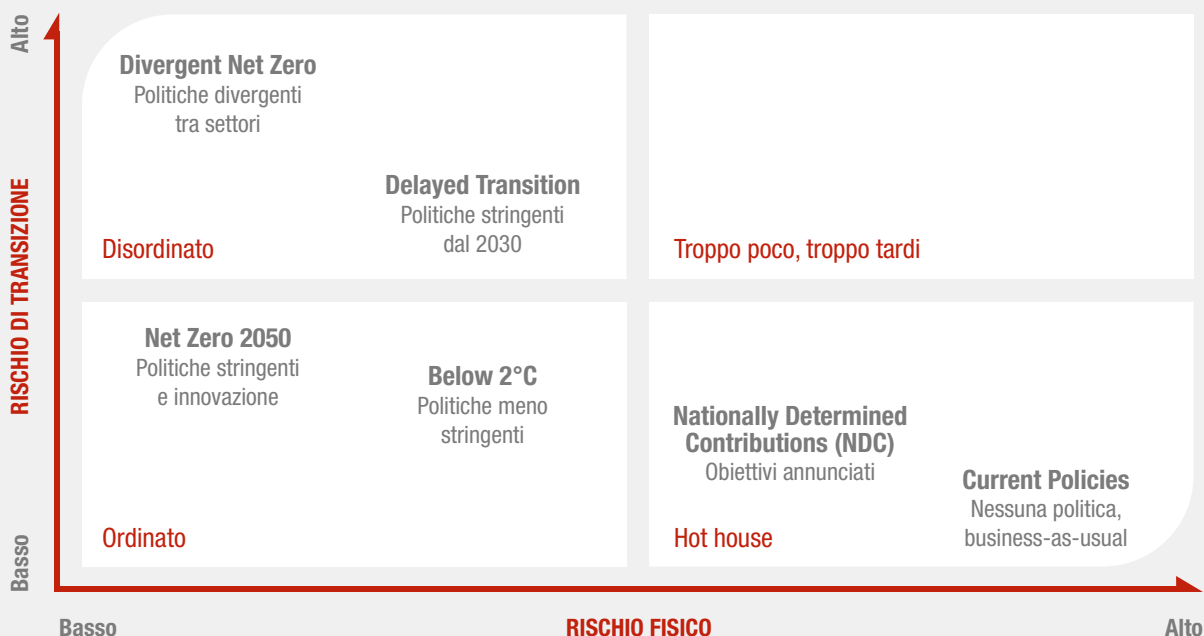 Alto
RISCHIO DI TRANSIZIONE
Basso
Divergent Net Zero
Politiche divergenti
tra settori
Delayed Transition
Politiche stringenti
dal 2030
Disordinato
Troppo poco, troppo tardi
Net Zero 2050
Politiche stringenti
e innovazione
Below 2°C
Politiche meno
stringenti
Ordinato
Nationally Determined
Contributions (NDC)
Obiettivi annunciati
Current Policies
Nessuna politica,
business-as-usual
Hot house
Basso
RISCHIO FISICO
Alto